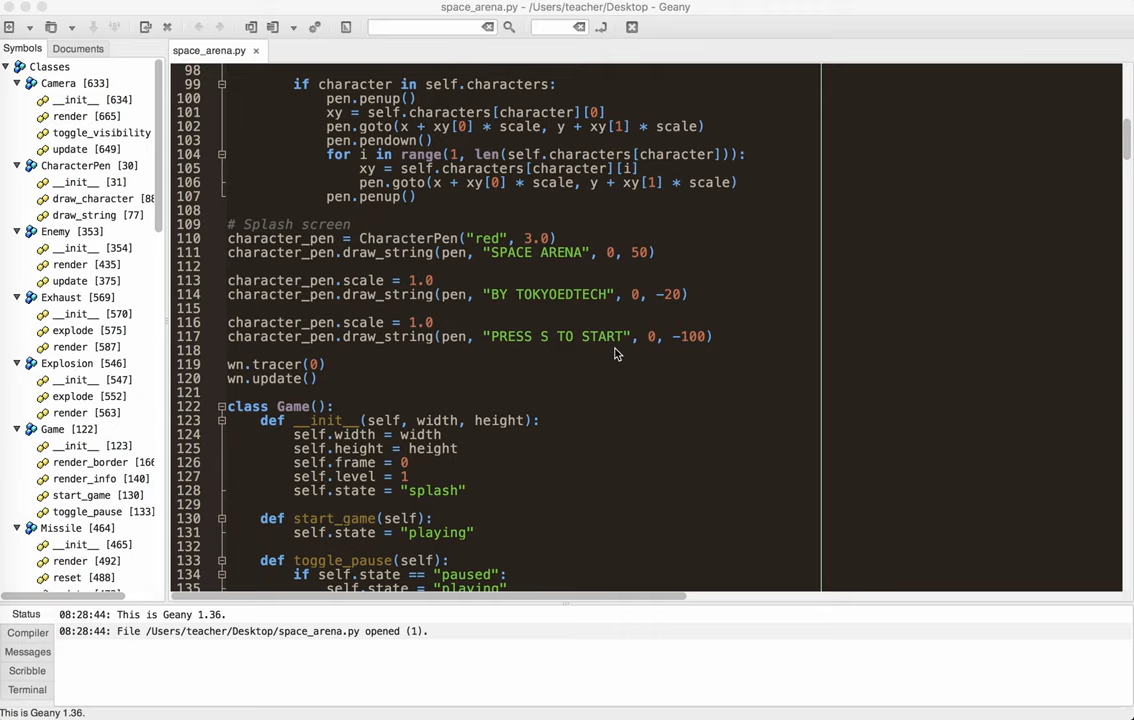 space_arena.py - /Users/teacher/Desktop - Geany
Symbols
Documents
Classes
Camera [633]
__init__ [634]
render [665]
toggle_visibility
update [649]
CharacterPen [30]
__init__ [31]
draw_character [88
draw_string [77]
Enemy [353]
__init__ [354]
render [435]
update [375]
Exhaust [569]
__init__ [570]
explode [575]
render [587]
Explosion [546]
__init__ [547]
explode [552]
render [563]
Game [122]
__init__ [123]
render_border [166
render_info [140]
start_game [130]
toggle_pause [133]
Missile [464]
__init__ [465]
render [492]
reset [488]
space_arena.py
98
99 if character in self.characters:
100 pen.penup()
101 xy = self.characters[character][0]
102 pen.goto(x + xy[0] * scale, y + xy[1] * scale)
103 pen.pendown()
104 for i in range(1, len(self.characters[character])):
105 xy = self.characters[character][i]
106 pen.goto(x + xy[0] * scale, y + xy[1] * scale)
107 pen.penup()
108
109 # Splash screen
110 character_pen = CharacterPen("red", 3.0)
111 character_pen.draw_string(pen, "SPACE ARENA", 0, 50)
112
113 character_pen.scale = 1.0
114 character_pen.draw_string(pen, "BY TOKYOEDTECH", 0, -20)
115
116 character_pen.scale = 1.0
117 character_pen.draw_string(pen, "PRESS S TO START", 0, -100)
118
119 wn.tracer(0)
120 wn.update()
121
122 class Game():
123 def __init__(self, width, height):
124 self.width = width
125 self.height = height
126 self.frame = 0
127 self.level = 1
128 self.state = "splash"
129
130 def start_game(self):
131 self.state = "playing"
132
133 def toggle_pause(self):
134 if self.state == "paused":
135 self.state = "playing"
Status
Compiler
Messages
Scribble
Terminal
08:28:44: This is Geany 1.36.
08:28:44: File /Users/teacher/Desktop/space_arena.py opened (1).
This is Geany 1.36.